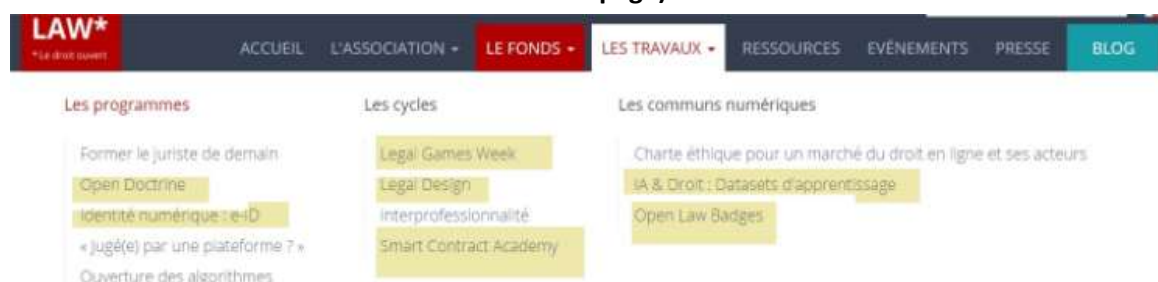 LAW*
*Le droit ouvert
ACCUEIL L'ASSOCIATION LE FONDS LES TRAVAUX RESSOURCES EVÉNEMENTS PRESSE BLOG
Les programmes
Former le juriste de demain
Open Doctrine
Identité numérique : e-ID
« Jugé(e) par une plateforme ? »
Ouverture des algorithmes
Les cycles
Legal Games Week
Legal Design
Interprofessionnalité
Smart Contract Academy
Les communs numériques
Charte éthique pour un marché du droit en ligne et ses acteurs
IA & Droit : Datasets d'apprentissage
Open Law Badges